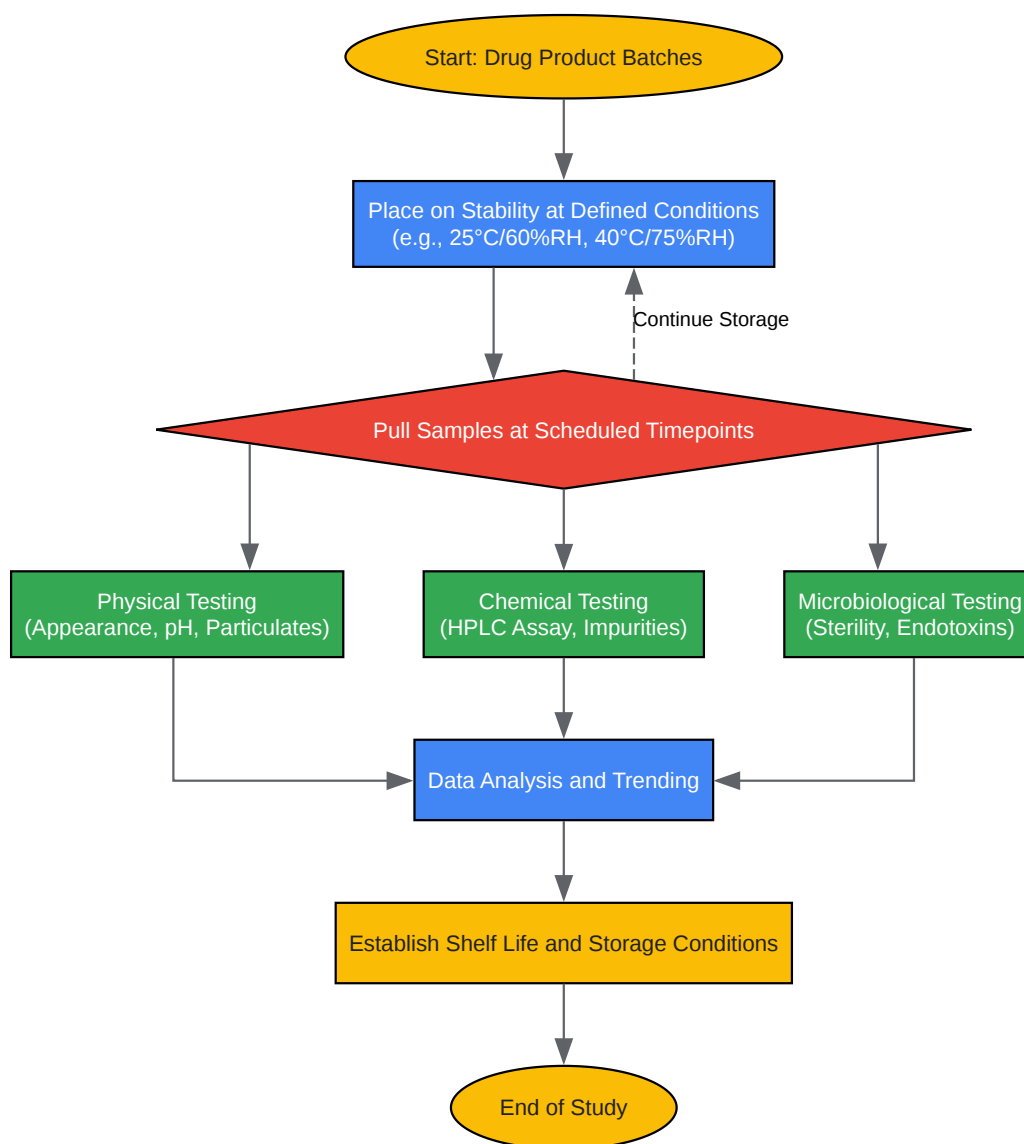 Start: Drug Product Batches
Place on Stability at Defined Conditions
(e.g., 25°C/60%RH, 40°C/75%RH)
Continue Storage
Pull Samples at Scheduled Timepoints
Physical Testing
(Appearance, pH, Particulates)
Chemical Testing
(HPLC Assay, Impurities)
Microbiological Testing
(Sterility, Endotoxins)
Data Analysis and Trending
Establish Shelf Life and Storage Conditions
End of Study